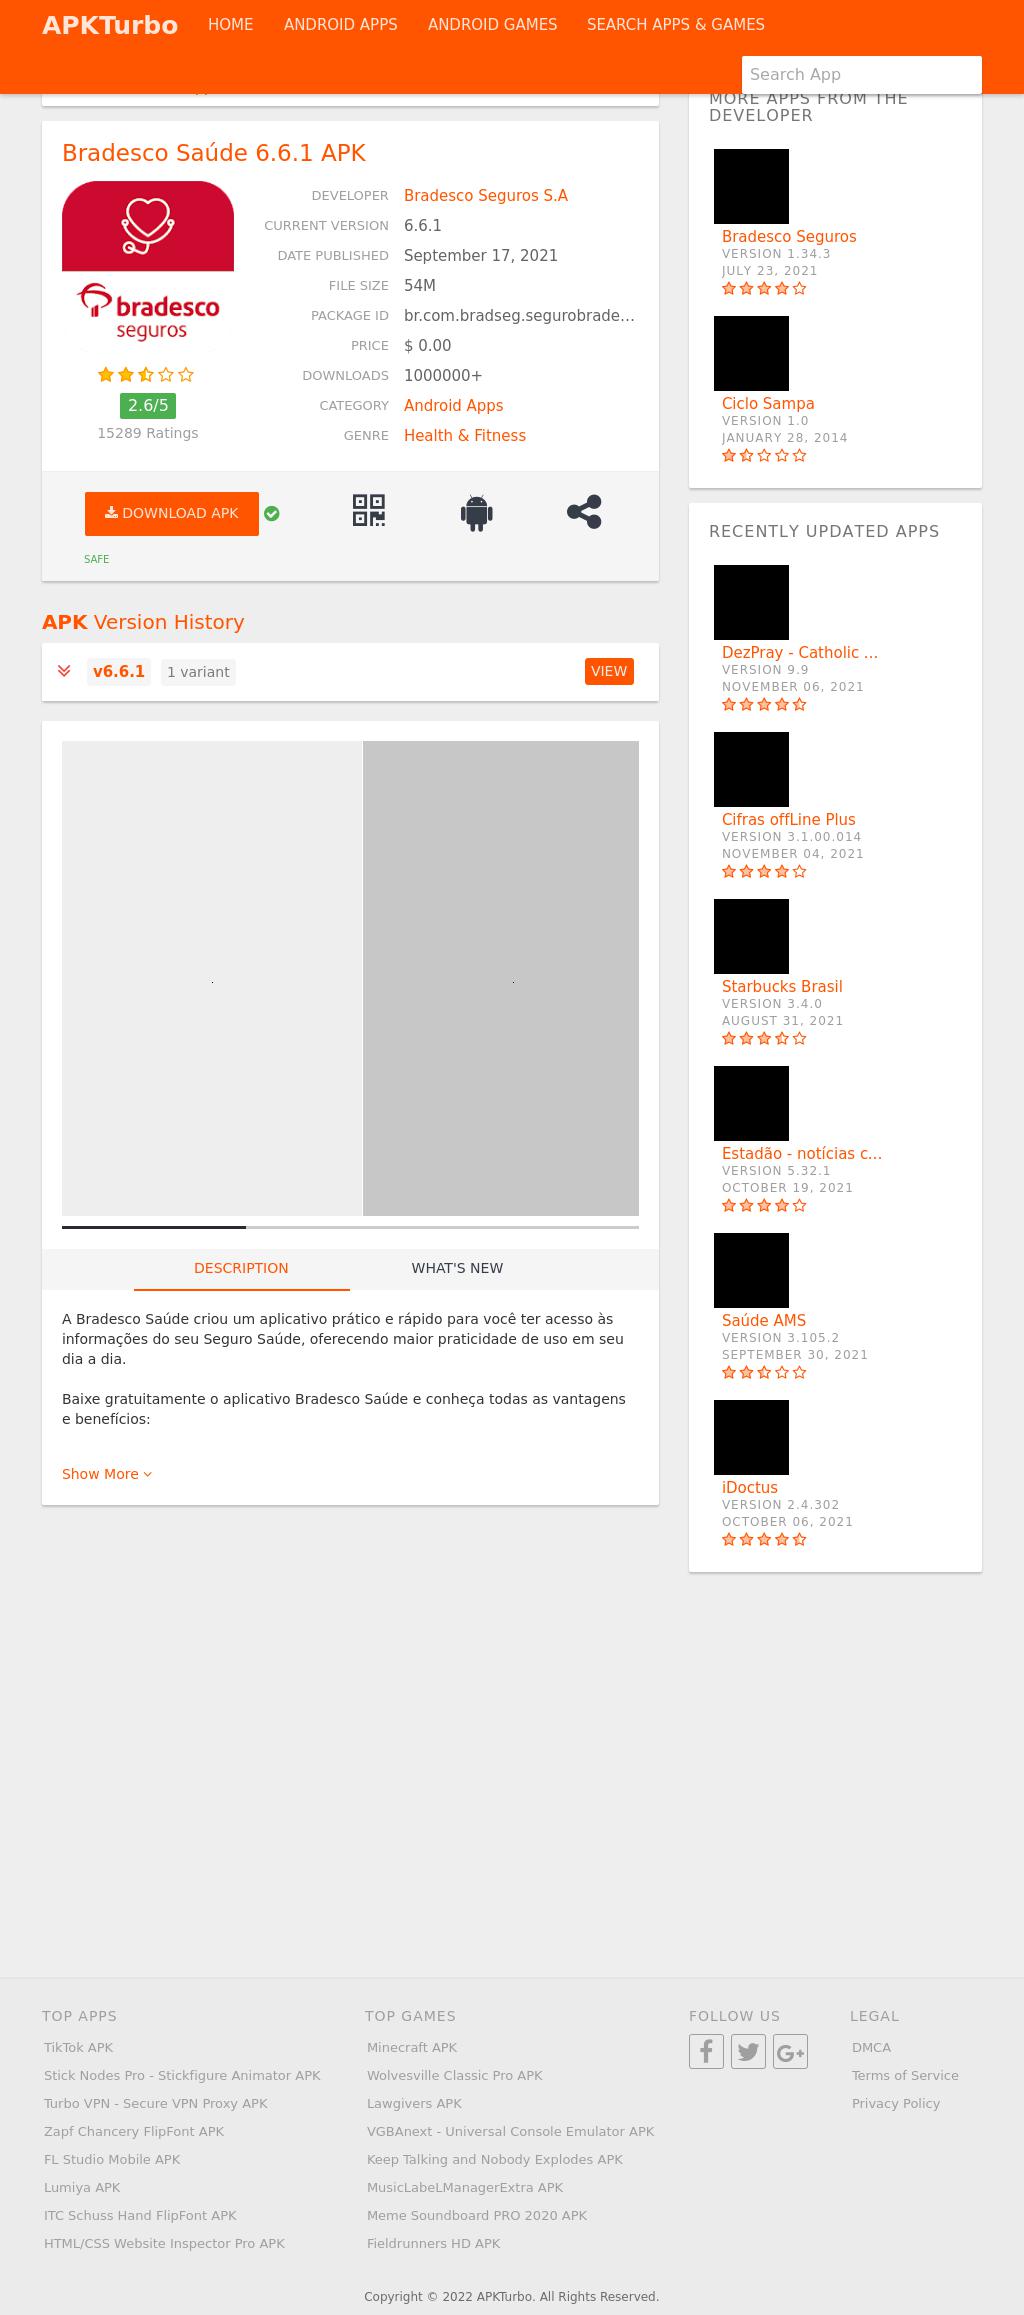 APKTurbo
HOME
ANDROID APPS
ANDROID GAMES
SEARCH APPS & GAMES
Search App
Bradesco Saúde 6.6.1 APK
bradesco
seguros
2.6/5
15289 Ratings
DEVELOPER Bradesco Seguros S.A
CURRENT VERSION 6.6.1
DATE PUBLISHED September 17, 2021
FILE SIZE 54M
PACKAGE ID br.com.bradseg.segurobrade...
PRICE $ 0.00
DOWNLOADS 1000000+
CATEGORY Android Apps
GENRE Health & Fitness
DOWNLOAD APK
SAFE
APK Version History
v6.6.1 1 variant VIEW
DESCRIPTION
WHAT'S NEW
A Bradesco Saúde criou um aplicativo prático e rápido para você ter acesso às
informações do seu Seguro Saúde, oferecendo maior praticidade de uso em seu
dia a dia.
Baixe gratuitamente o aplicativo Bradesco Saúde e conheça todas as vantagens
e benefícios:
Show More
MORE APPS FROM THE
DEVELOPER
Bradesco Seguros
VERSION 1.34.3
JULY 23, 2021
Ciclo Sampa
VERSION 1.0
JANUARY 28, 2014
RECENTLY UPDATED APPS
DezPray - Catholic ...
VERSION 9.9
NOVEMBER 06, 2021
Cifras offLine Plus
VERSION 3.1.00.014
NOVEMBER 04, 2021
Starbucks Brasil
VERSION 3.4.0
AUGUST 31, 2021
Estadão - notícias c...
VERSION 5.32.1
OCTOBER 19, 2021
Saúde AMS
VERSION 3.105.2
SEPTEMBER 30, 2021
iDoctus
VERSION 2.4.302
OCTOBER 06, 2021
TOP APPS
TikTok APK
Stick Nodes Pro - Stickfigure Animator APK
Turbo VPN - Secure VPN Proxy APK
Zapf Chancery FlipFont APK
FL Studio Mobile APK
Lumiya APK
ITC Schuss Hand FlipFont APK
HTML/CSS Website Inspector Pro APK
TOP GAMES
Minecraft APK
Wolvesville Classic Pro APK
Lawgivers APK
VGBAnext - Universal Console Emulator APK
Keep Talking and Nobody Explodes APK
MusicLabeLManagerExtra APK
Meme Soundboard PRO 2020 APK
Fieldrunners HD APK
FOLLOW US
LEGAL
DMCA
Terms of Service
Privacy Policy
Copyright © 2022 APKTurbo. All Rights Reserved.